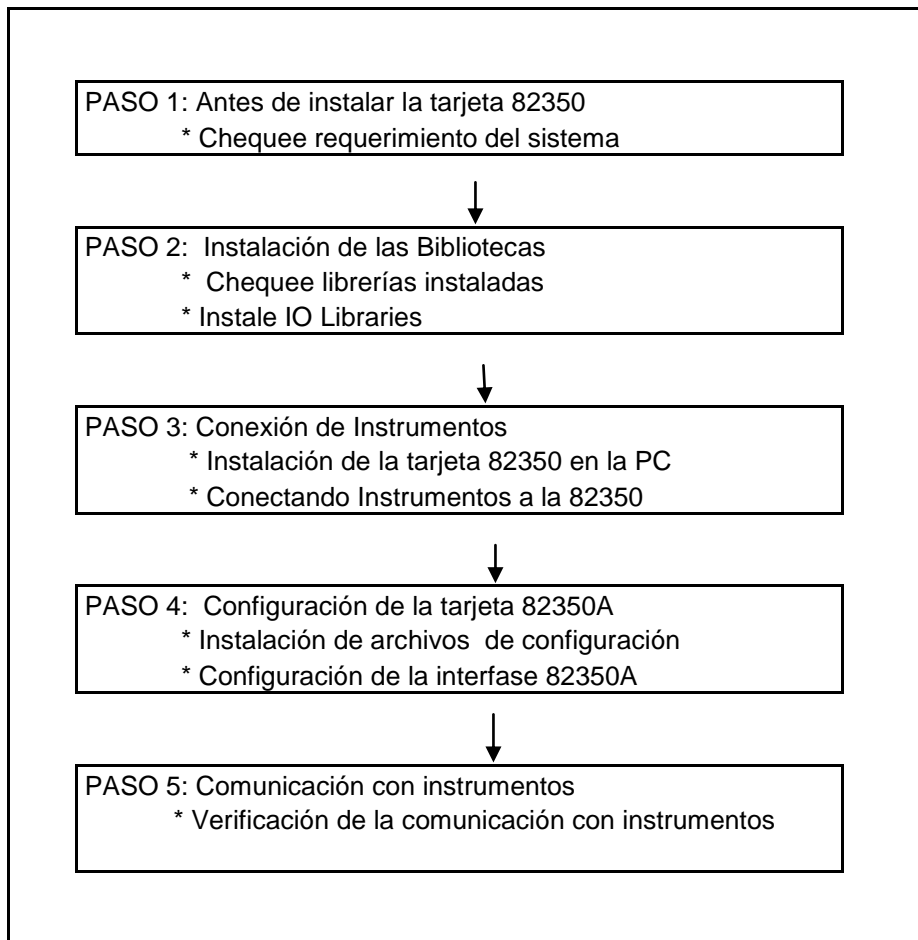 PASO 1: Antes de instalar la tarjeta 82350
* Chequee requerimiento del sistema
PASO 2:  Instalación de las Bibliotecas
*  Chequee librerías instaladas
* Instale IO Libraries
PASO 3: Conexión de Instrumentos
* Instalación de la tarjeta 82350 en la PC
* Conectando Instrumentos a la 82350
PASO 4:  Configuración de la tarjeta 82350A
* Instalación de archivos  de configuración
* Configuración de la interfase 82350A
PASO 5: Comunicación con instrumentos
* Verificación de la comunicación con instrumentos